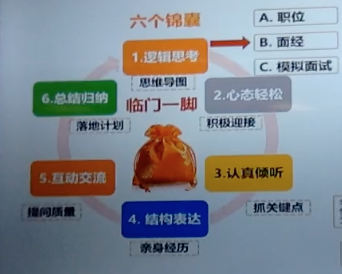 六个锦囊
A. 职位
B. 面经
C. 模拟面试
1.逻辑思考
思维导图
2.心态轻松
积极迎接
3.认真倾听
抓关键点
4. 结构表达
亲身经历
5.互动交流
提问质量
6.总结归纳
落地计划
临门一脚